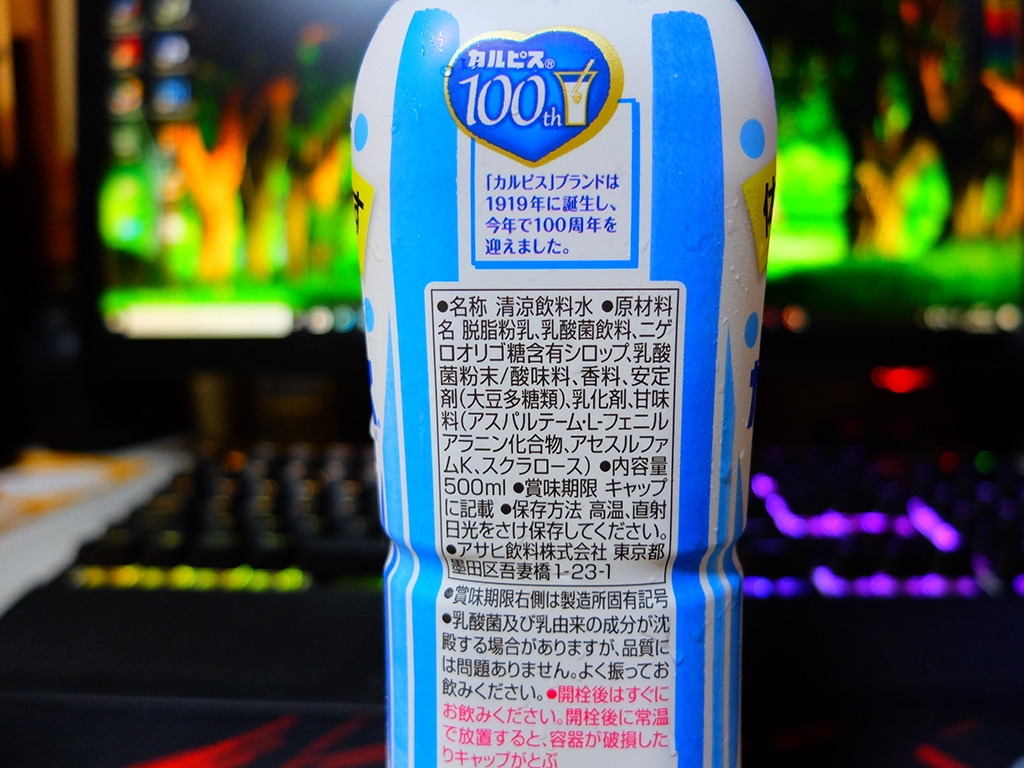 カルピス®
100th
「カルピス」ブランドは
1919年に誕生し、
今年で100周年を
迎えました。
●名称 清涼飲料水 ●原材料
名 脱脂粉乳、乳酸菌飲料、ニゲ
ロオリゴ糖含有シロップ、乳酸
菌粉末/酸味料、香料、安定
剤(大豆多糖類)、乳化剤、甘味
料(アスパルテーム・L-フェニル
アラニン化合物、アセスルファ
ムK、スクラロース) ●内容量
500ml ●賞味期限 キャップ
に記載 ●保存方法 高温、直射
日光をさけ保存してください。
●アサヒ飲料株式会社 東京都
墨田区吾妻橋1-23-1
●賞味期限右側は製造所固有記号
●乳酸菌及び乳由来の成分が沈
殿する場合がありますが、品質に
は問題ありません。よく振ってお
飲みください。●開栓後はすぐに
お飲みください。開栓後に常温
で放置すると、容器が破損した
りキャップがとぶ
す